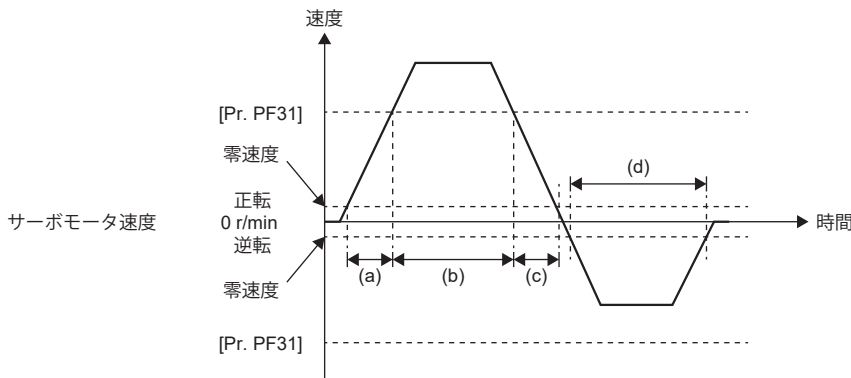 速度
[Pr. PF31]
零速度
(d)
正転
サーボモータ速度
0 r/min
時間
逆転
(a)
(b)
(c)
零速度
[Pr. PF31]